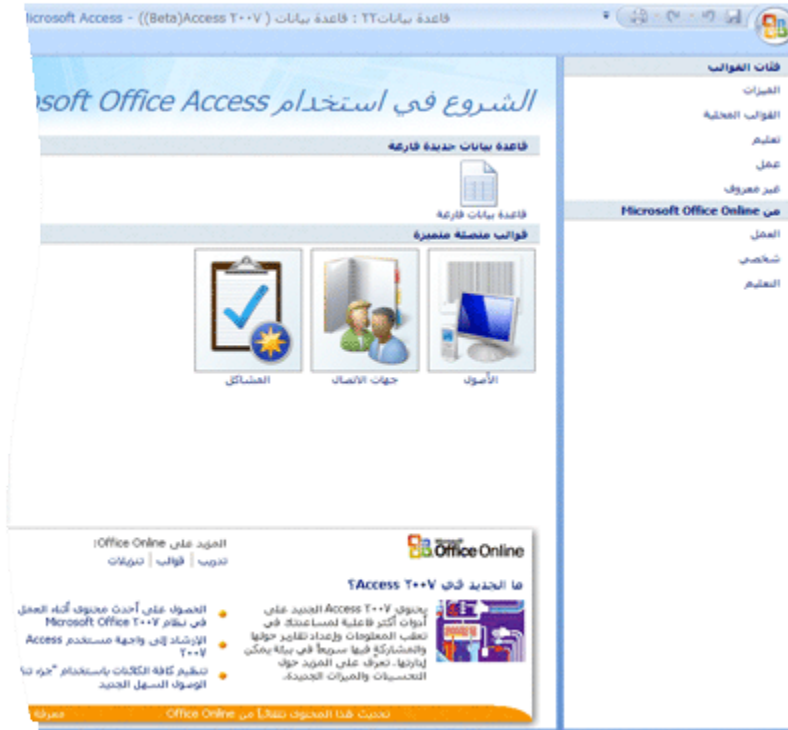 قاعدة بيانات٢٢ : قاعدة بيانات ( Access ٢٠٠٧(Beta)) - Microsoft Access
فئات القوالب
الميزات
القوالب المحلية
تعليم
عمل
غير معروف
من Microsoft Office Online
العمل
شخصي
التعليم
الشروع في استخدام osoft Office Access
قاعدة بيانات جديدة فارغة
قاعدة بيانات فارغة
قوالب متصلة متميزة
الأصول
جهات الاتصال
المشاكل
Microsoft
Office Online
المزيد على Office Online:
تدريب | قوالب | تنزيلات
ما الجديد في Access ٢٠٠٧؟
يحتوي Access ٢٠٠٧ الجديد على
أدوات أكثر فاعلية لمساعدتك في
تعقب المعلومات وإعداد تقارير حولها
والمشاركة فيها سريعاً في بيئة يمكن
إدارتها. تعرف على المزيد حول
التحسينات والميزات الجديدة.
الحصول على أحدث محتوى أثناء العمل
في نظام Microsoft Office ٢٠٠٧
الإرشاد إلى واجهة مستخدم Access
٢٠٠٧
تنظيم كافة الكائنات باستخدام "جزء تنا
الوصول السهل الجديد
تحديث هذا المحتوى تلقائياً من Office Online
معرفة